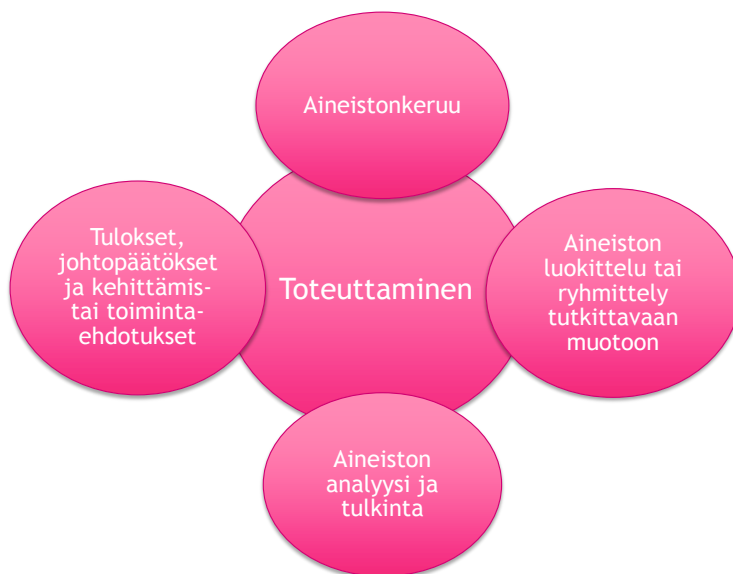 Aineistonkeruu
Tulokset,
johtopäätökset
ja kehittämis-
tai toiminta-
ehdotukset
Toteuttaminen
Aineiston
luokittelu tai
ryhmittely
tutkittavaan
muotoon
Aineiston
analyysi ja
tulkinta